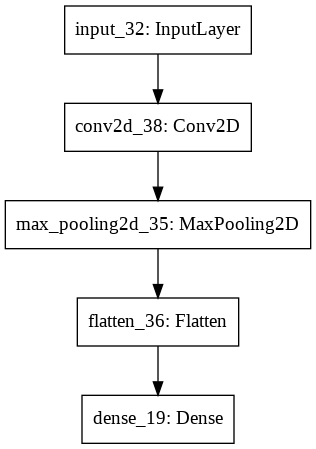 input_32: InputLayer
conv2d_38: Conv2D
max_pooling2d_35: MaxPooling2D
flatten_36: Flatten
dense_19: Dense